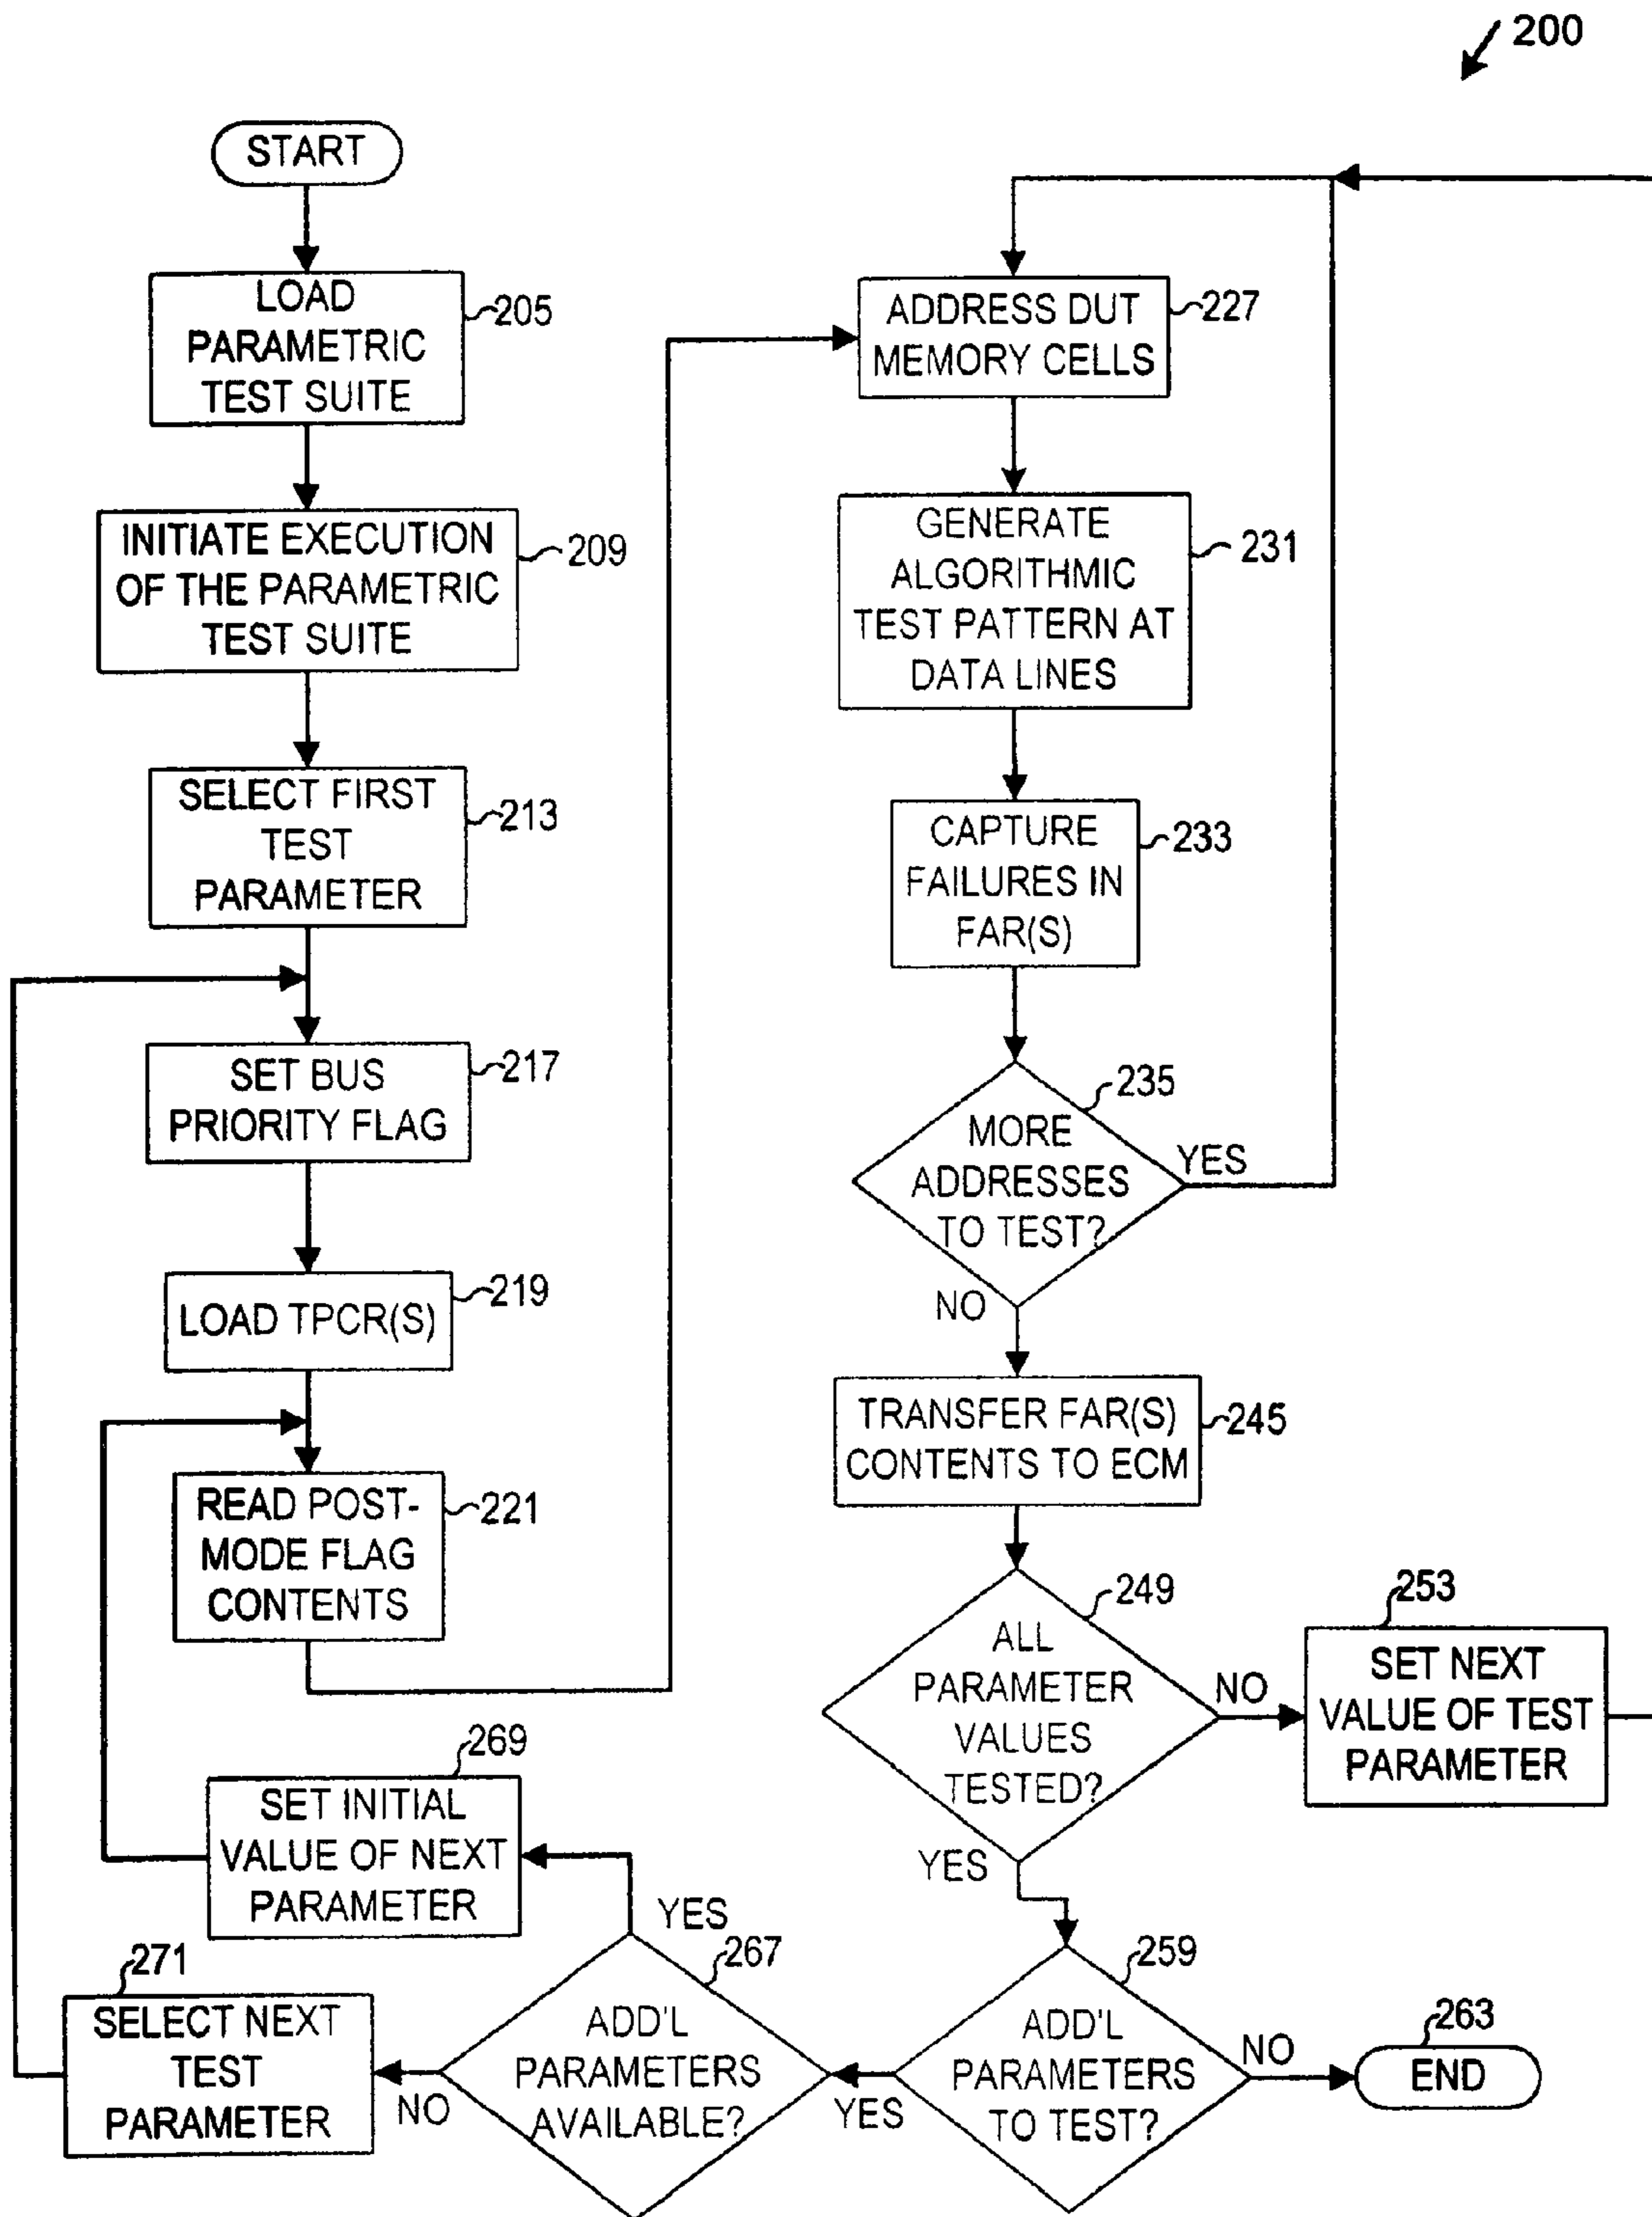 200
START
LOAD
PARAMETRIC
TEST SUITE
205
INITIATE EXECUTION
OF THE PARAMETRIC
TEST SUITE
209
SELECT FIRST
TEST
PARAMETER
213
SET BUS
PRIORITY FLAG
217
LOAD TPCR(S)
219
READ POST-
MODE FLAG
CONTENTS
221
ADDRESS DUT
MEMORY CELLS
227
GENERATE
ALGORITHMIC
TEST PATTERN AT
DATA LINES
231
CAPTURE
FAILURES IN
FAR(S)
233
MORE
ADDRESSES
TO TEST?
235
YES
NO
TRANSFER FAR(S)
CONTENTS TO ECM
245
ALL
PARAMETER
VALUES
TESTED?
249
NO
YES
253
SET NEXT
VALUE OF TEST
PARAMETER
ADD'L
PARAMETERS
TO TEST?
259
NO
YES
263
END
ADD'L
PARAMETERS
AVAILABLE?
267
YES
NO
269
SET INITIAL
VALUE OF NEXT
PARAMETER
271
SELECT NEXT
TEST
PARAMETER